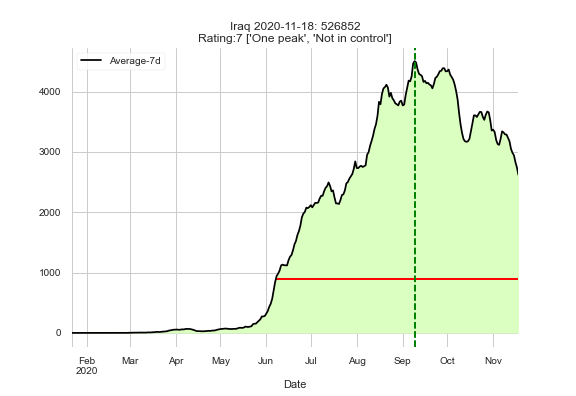 Iraq 2020-11-18: 526852
Rating:7 ['One peak', 'Not in control']
Average-7d
4000
3000
2000
1000
0
Feb Mar Apr May Jun Jul Aug Sep Oct Nov
2020
Date